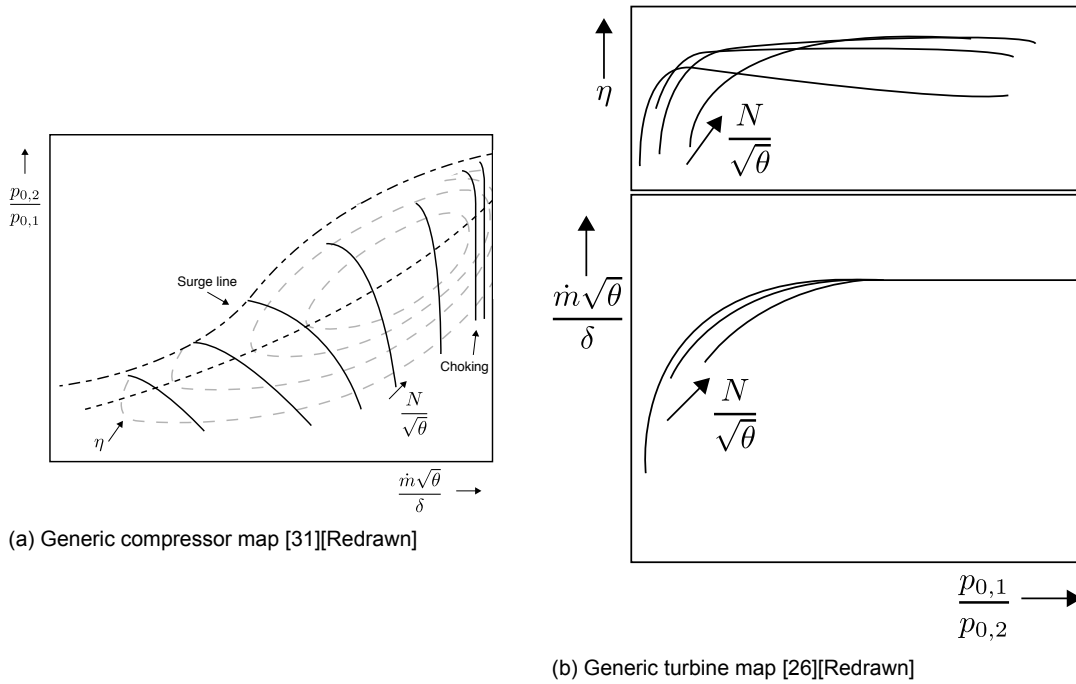 p0,2
p0,1
Surge line
Choking
N
√θ
η
ṁ√θ
δ
(a) Generic compressor map [31][Redrawn]
η
N
√θ
ṁ√θ
δ
N
√θ
p0,1
p0,2
(b) Generic turbine map [26][Redrawn]